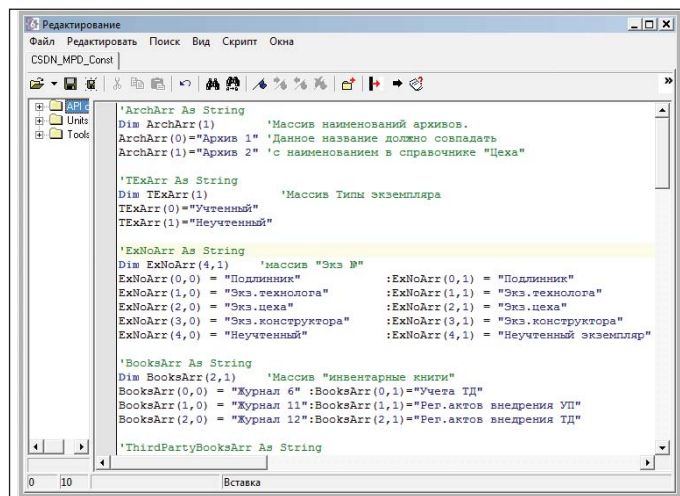 Редактирование
Файл Редактировать Поиск Вид Скрипт Окна
CSDN_MPD_Const
API c
Units
Tools
'ArchArr As String
Dim ArchArr(1) 'Массив наименований архивов.
ArchArr(0)="Архив 1" 'Данное название должно совпадать
ArchArr(1)="Архив 2" 'с наименованием в справочнике "Цеха"
'TExArr As String
Dim TExArr(1) 'Массив Типы экземпляра
TExArr(0)="Учтенный"
TExArr(1)="Неучтенный"
'ExNoArr As String
Dim ExNoArr(4,1) 'массив "Экз №"
ExNoArr(0,0) = "Подлинник" :ExNoArr(0,1) = "Подлинник"
ExNoArr(1,0) = "Экз.технолога" :ExNoArr(1,1) = "Экз.технолога"
ExNoArr(2,0) = "Экз.цеха" :ExNoArr(2,1) = "Экз.цеха"
ExNoArr(3,0) = "Экз.конструктора" :ExNoArr(3,1) = "Экз.конструктора"
ExNoArr(4,0) = "Неучтенный" :ExNoArr(4,1) = "Неучтенный экземпляр"
'BooksArr As String
Dim BooksArr(2,1) 'Массив "инвентарные книги"
BooksArr(0,0) = "Журнал 6" :BooksArr(0,1)="Учета ТД"
BooksArr(1,0) = "Журнал 11":BooksArr(1,1)="Рег.актов внедрения УП"
BooksArr(2,0) = "Журнал 12":BooksArr(2,1)="Рег.актов внедрения ТД"
'ThirdPartyBooksArr As String
0 10 Вставка